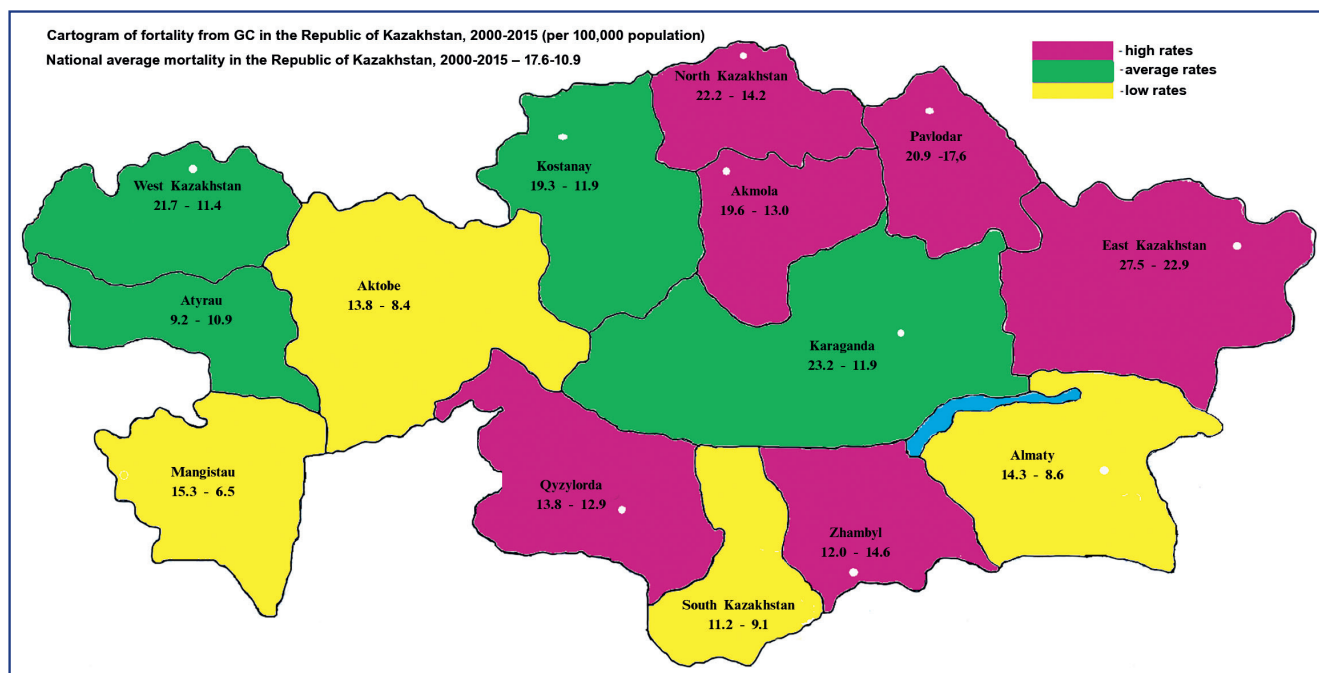 Cartogram of fortality from GC in the Republic of Kazakhstan, 2000-2015 (per 100,000 population)
National average mortality in the Republic of Kazakhstan, 2000-2015 – 17.6-10.9
- high rates
- average rates
- low rates
North Kazakhstan
22.2 - 14.2
Pavlodar
20.9 -17,6
Kostanay
19.3 - 11.9
Akmola
19.6 - 13.0
West Kazakhstan
21.7 - 11.4
East Kazakhstan
27.5 - 22.9
Aktobe
13.8 - 8.4
Atyrau
9.2 - 10.9
Karaganda
23.2 - 11.9
Mangistau
15.3 - 6.5
Qyzylorda
13.8 - 12.9
Almaty
14.3 - 8.6
Zhambyl
12.0 - 14.6
South Kazakhstan
11.2 - 9.1